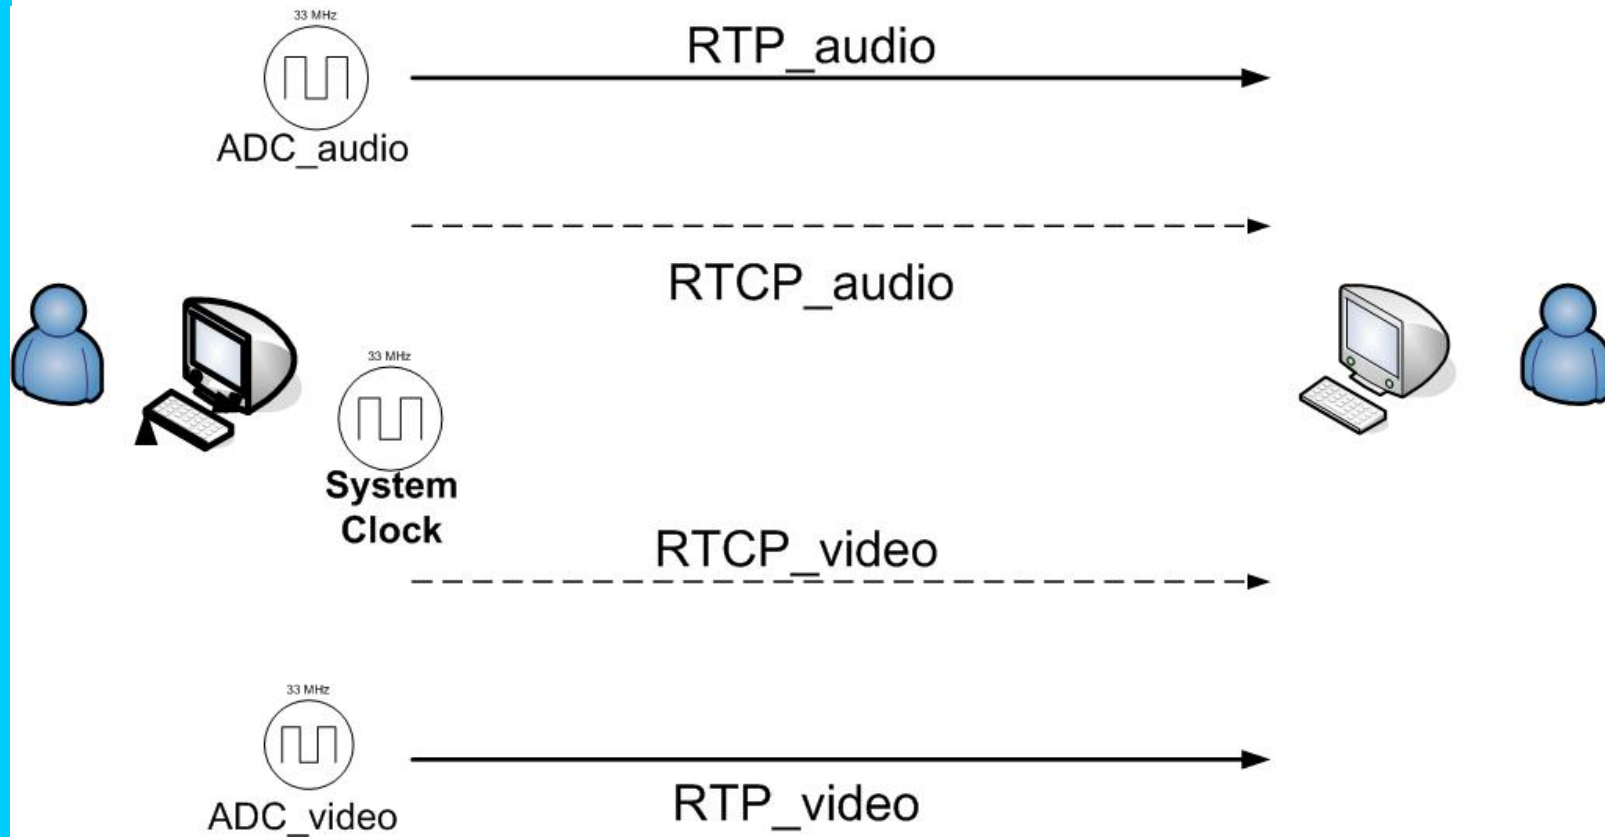 33 MHz
RTP_audio
ADC_audio
RTCP_audio
33 MHz
System
Clock
RTCP_video
33 MHz
RTP_video
ADC_video